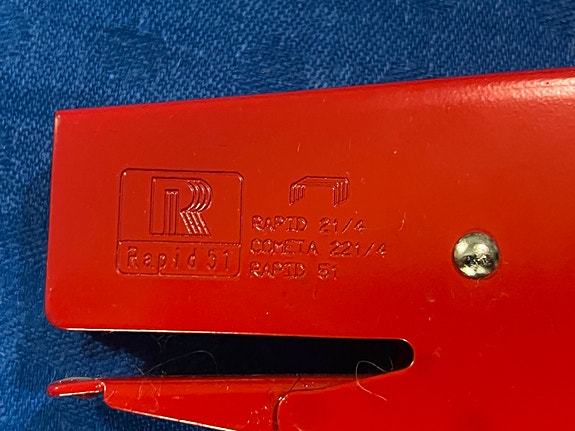 R
Rapid 51
RAPID 21/4
COMETA 221/4
RAPID 51